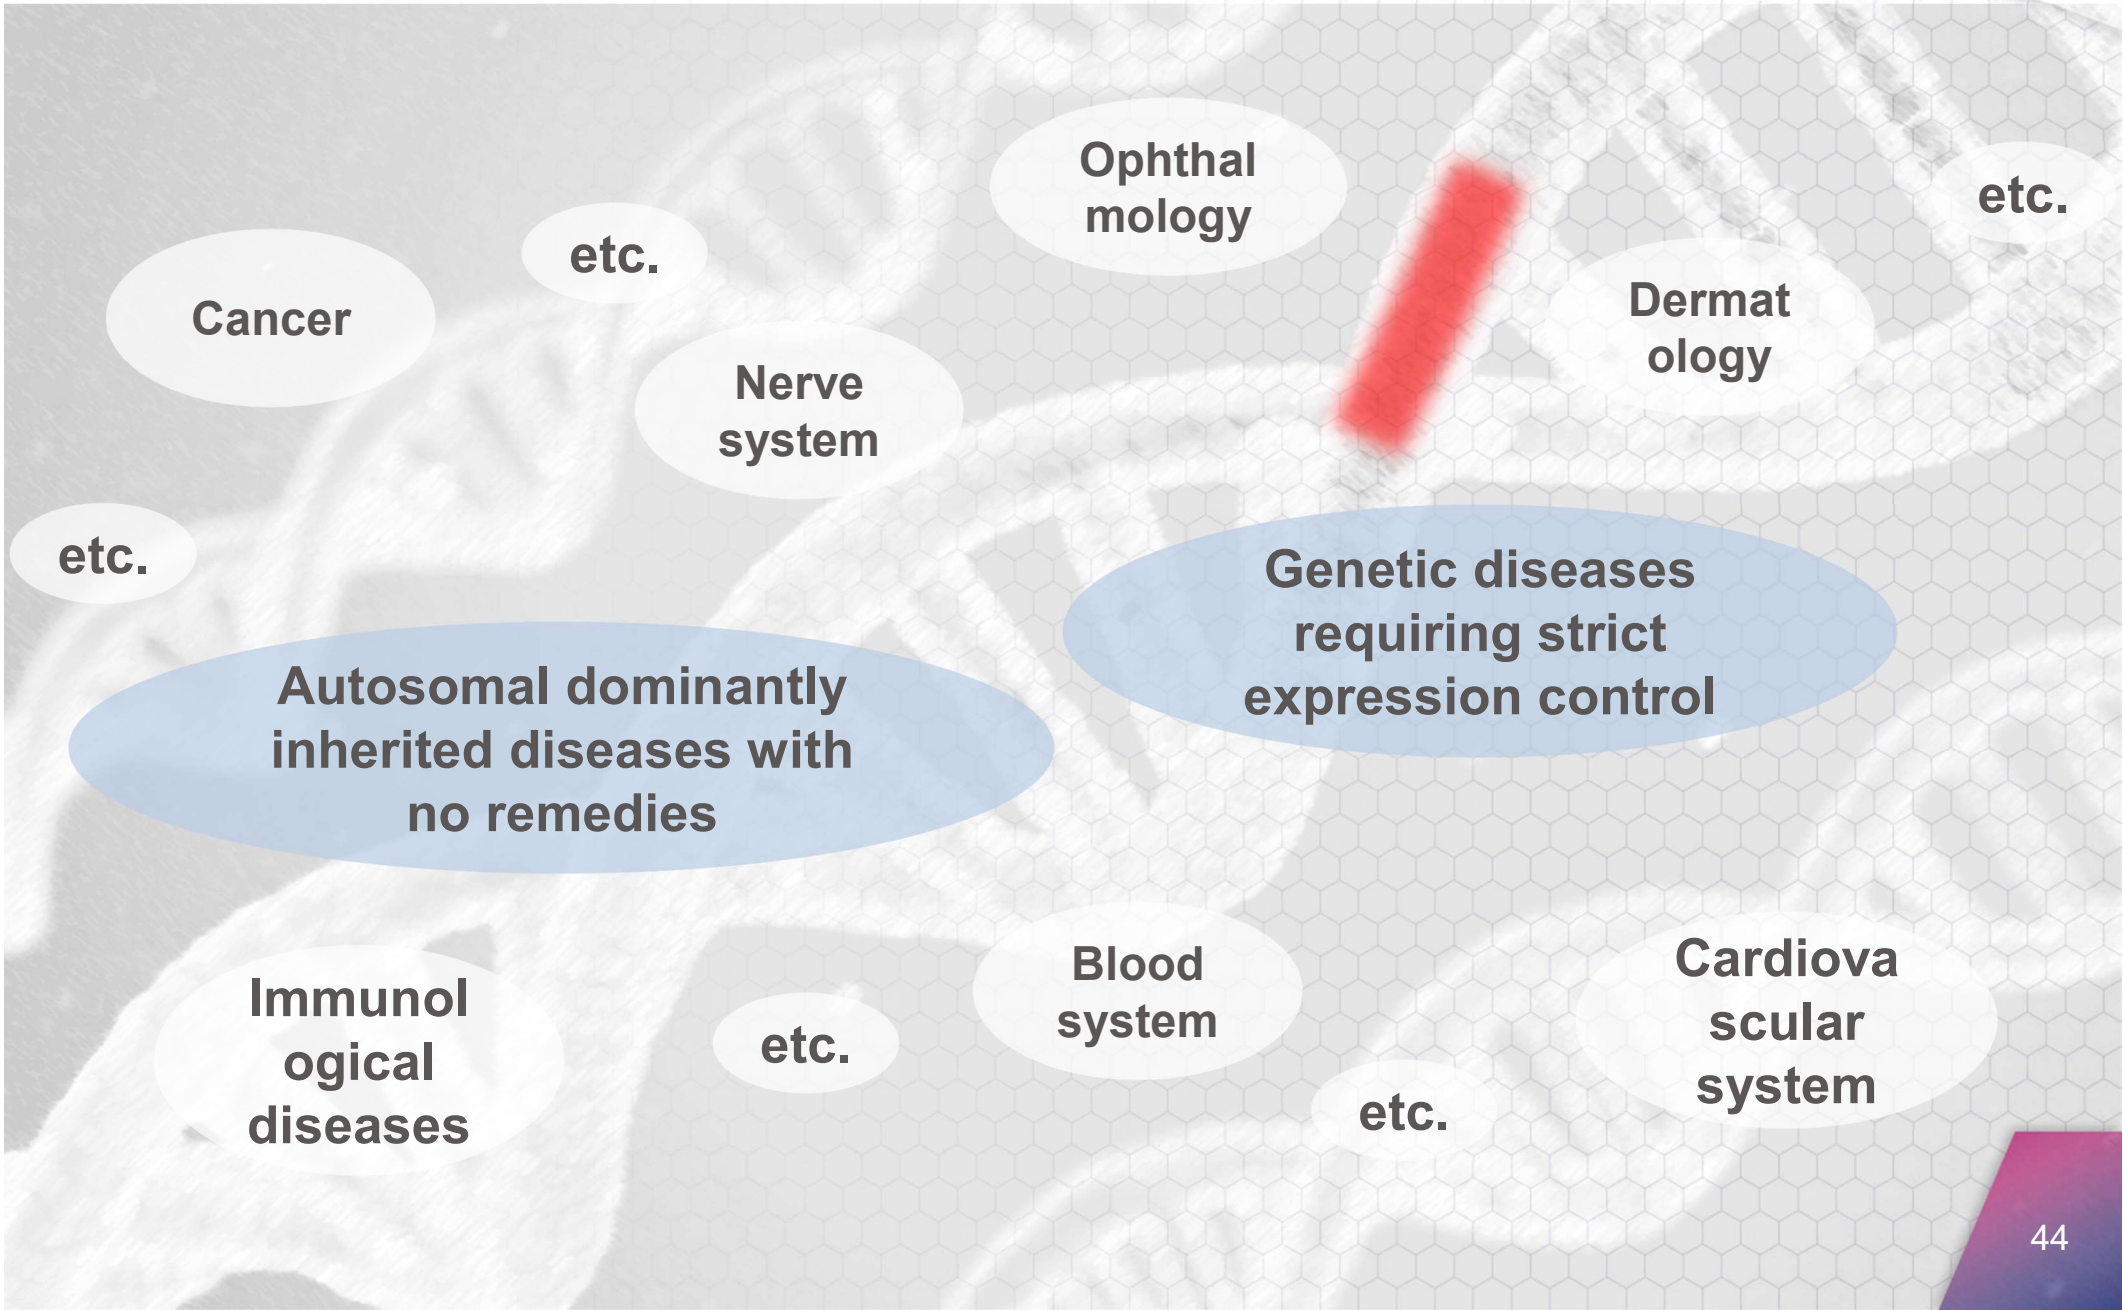 Ophthal
mology
etc.
etc.
Cancer
Dermat
ology
Nerve
system
etc.
Genetic diseases
requiring strict
expression control
Autosomal dominantly
inherited diseases with
no remedies
Blood
system
Cardiova
scular
system
Immunol
ogical
diseases
etc.
etc.
44